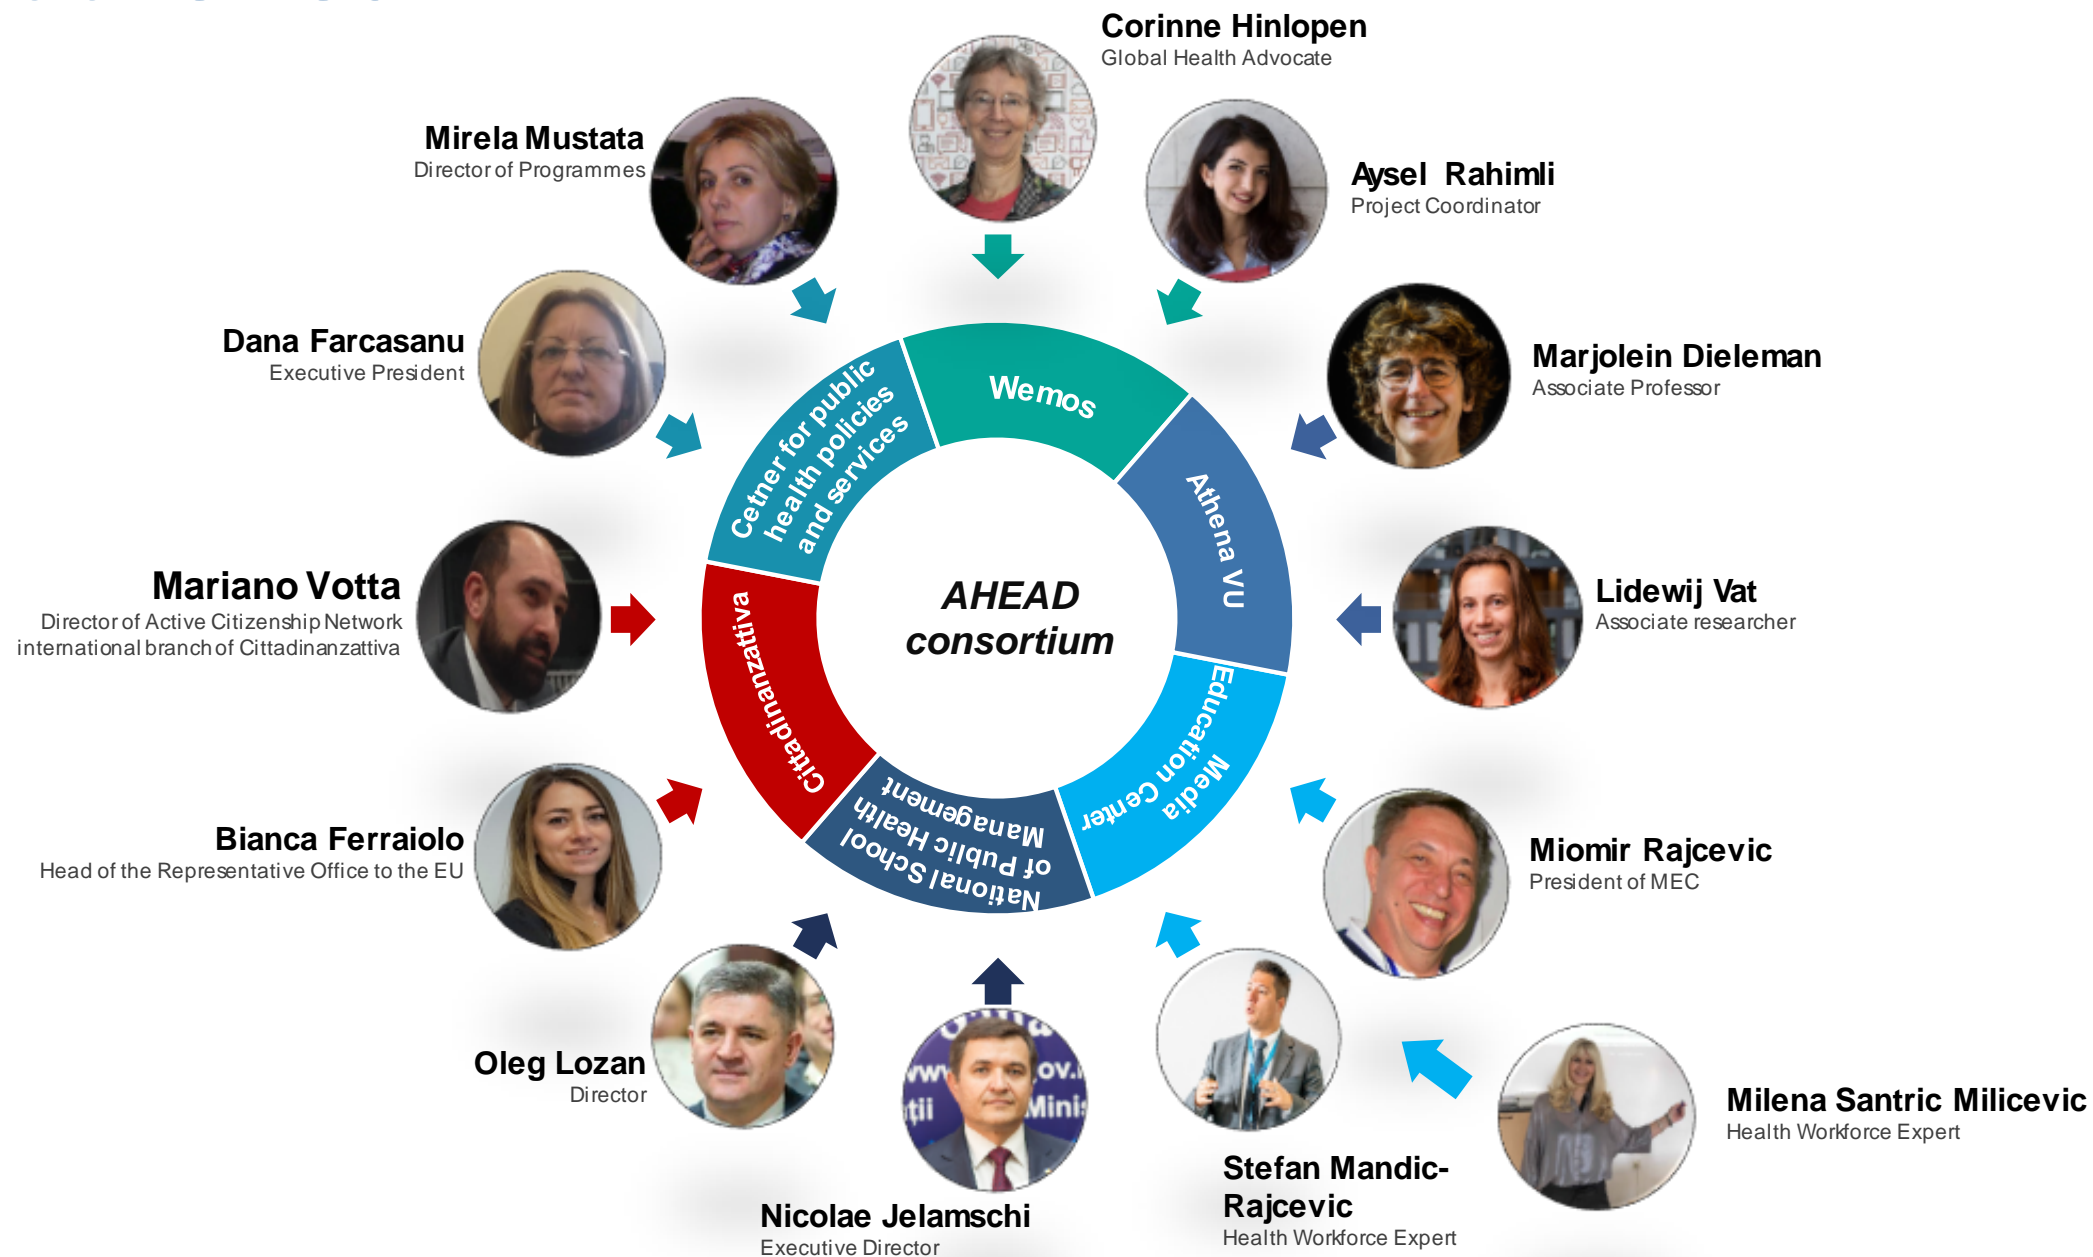 Corinne Hinlopen
Global Health Advocate
Mirela Mustata
Director of Programmes
Aysel Rahimli
Project Coordinator
Dana Farcasanu
Executive President
Marjolein Dieleman
Associate Professor
Mariano Votta
Director of Active Citizenship Network
international branch of Cittadinanzattiva
Lidewij Vat
Associate researcher
Bianca Ferraiolo
Head of the Representative Office to the EU
Miomir Rajcevic
President of MEC
Oleg Lozan
Director
Nicolae Jelamschi
Executive Director
Stefan Mandic-
Rajcevic
Health Workforce Expert
Milena Santric Milicevic
Health Workforce Expert
Wemos
Athena VU
Media
Education Center
National School
of Public Health
Management
Cittadinanzattiva
Cetner for public
health policies
and services
AHEAD
consortium